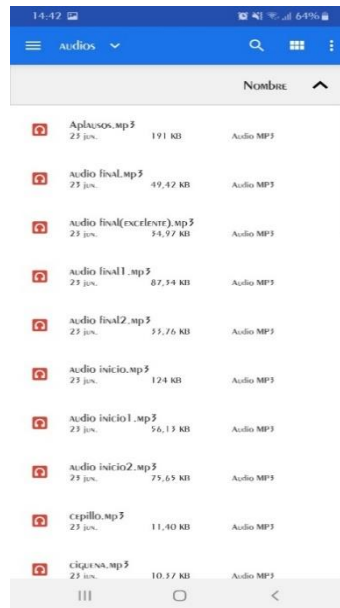 14:42 64%
Audios
Nombre
Aplausos.mp3
23 jun. 191 KB Audio MP3
Audio final.mp3
23 jun. 49,42 KB Audio MP3
Audio final(excelente).mp3
23 jun. 54,97 KB Audio MP3
Audio final1.mp3
23 jun. 87,34 KB Audio MP3
Audio final2.mp3
23 jun. 53,76 KB Audio MP3
Audio inicio.mp3
23 jun. 124 KB Audio MP3
Audio inicio1.mp3
23 jun. 56,13 KB Audio MP3
Audio inicio2.mp3
23 jun. 75,65 KB Audio MP3
cepillo.mp3
23 jun. 11,40 KB Audio MP3
ciguena.mp3
23 jun. 10,37 KB Audio MP3